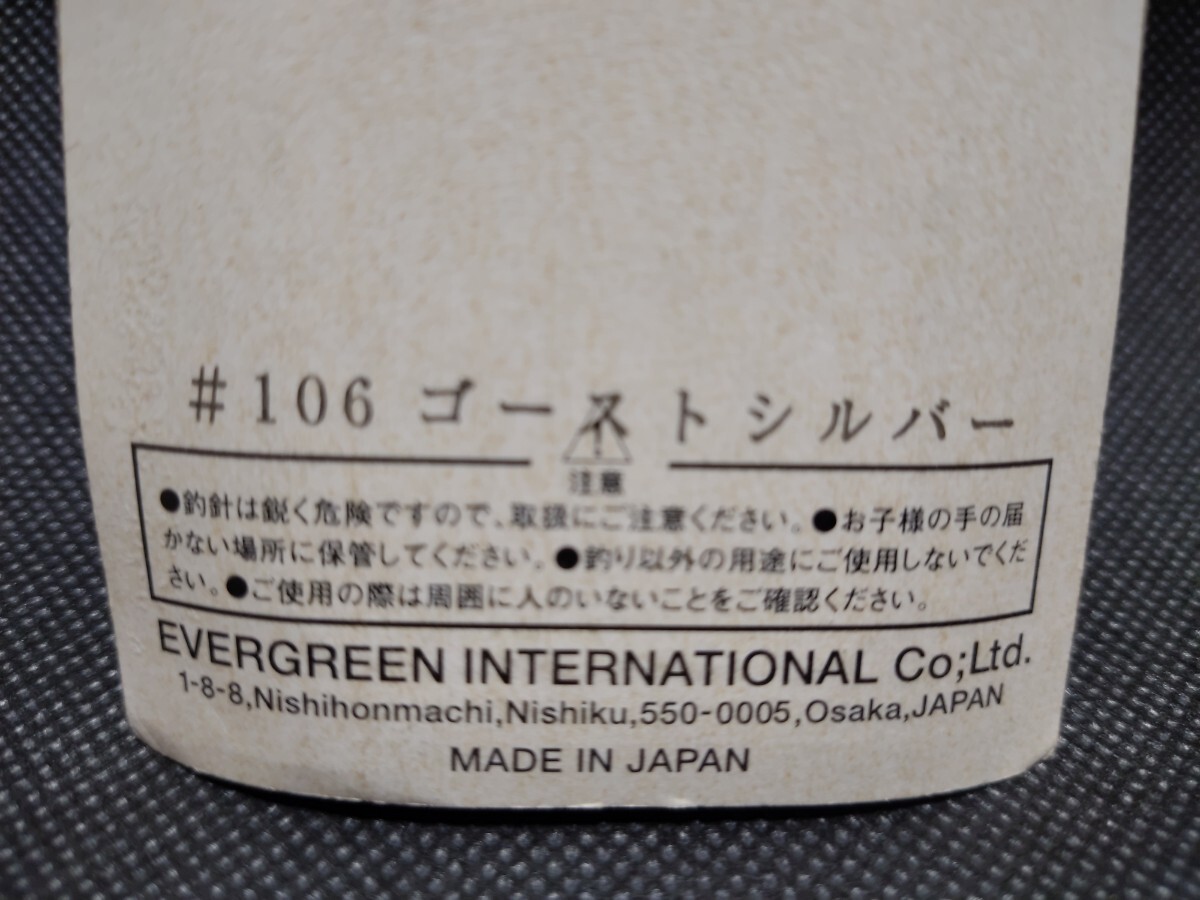 #106 ゴーストシルバー
注意
●釣針は鋭く危険ですので、取扱にご注意ください。●お子様の手の届
かない場所に保管してください。●釣り以外の用途にご使用しないでくだ
さい。●ご使用の際は周囲に人のいないことをご確認ください。
EVERGREEN INTERNATIONAL Co;Ltd.
1-8-8,Nishihonmachi,Nishiku,550-0005,Osaka,JAPAN
MADE IN JAPAN